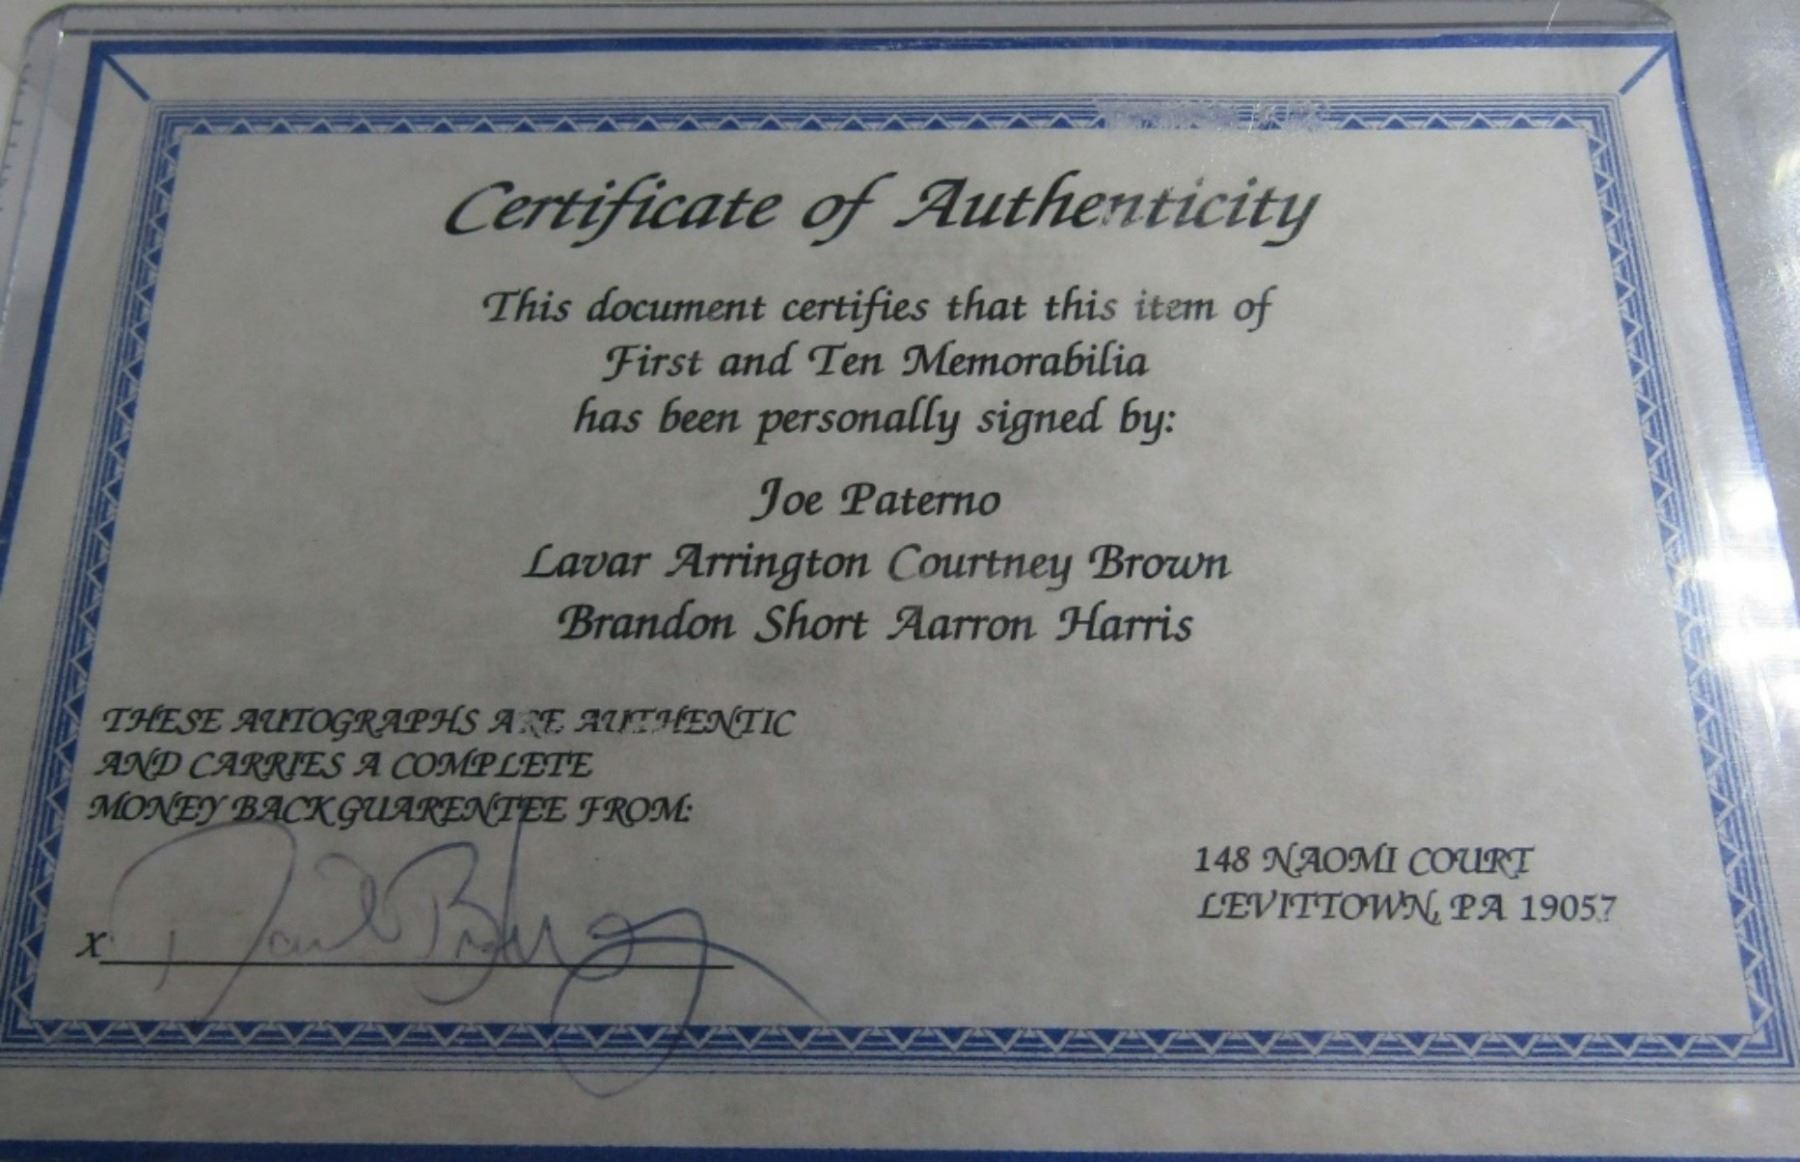 Certificate of Authenticity
This document certifies that this item of
First and Ten Memorabilia
has been personally signed by:
Joe Paterno
Lavar Arrington Courtney Brown
Brandon Short Aarron Harris
THESE AUTOGRAPHS ARE AUTHENTIC
AND CARRIES A COMPLETE
MONEY BACK GUARENTEE FROM:
148 NAOMI COURT
LEVITTOWN, PA 19057
X